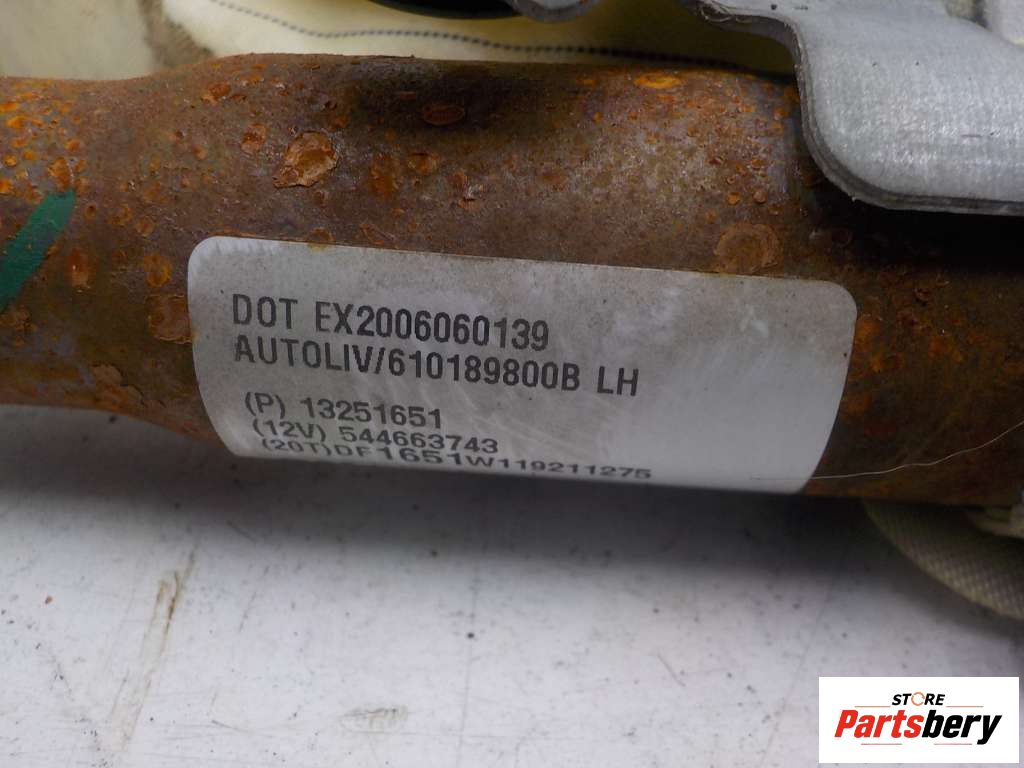 DOT EX2006060139
AUTOLIV/610189800B LH
(P) 13251651
(12V) 544663743
(20T)DF1651W119211275
STORE
Partsbery